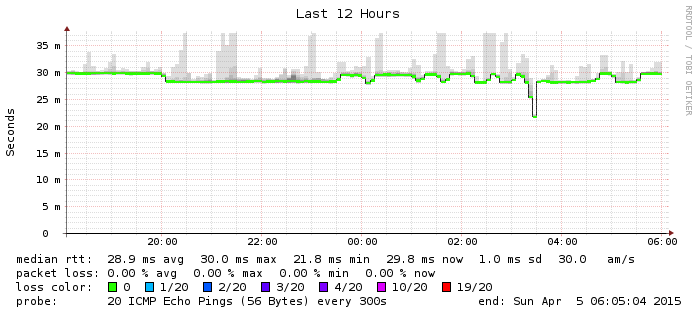 Last 12 Hours
RRDTOOL / TOBI OETIKER
Seconds
35 m
30 m
25 m
20 m
15 m
10 m
5 m
0
20:00 22:00 00:00 02:00 04:00 06:00
median rtt: 28.9 ms avg 30.0 ms max 21.8 ms min 29.8 ms now 1.0 ms sd 30.0 am/s
packet loss: 0.00 % avg 0.00 % max 0.00 % min 0.00 % now
loss color: 0 1/20 2/20 3/20 4/20 10/20 19/20
probe: 20 ICMP Echo Pings (56 Bytes) every 300s end: Sun Apr 5 06:05:04 2015